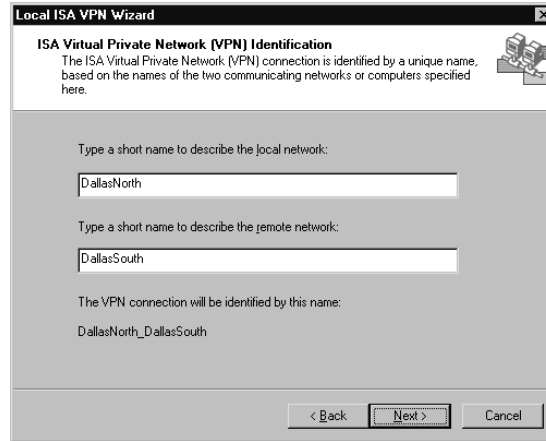 Local ISA VPN Wizard
ISA Virtual Private Network (VPN) Identification
The ISA Virtual Private Network (VPN) connection is identified by a unique name,
based on the names of the two communicating networks or computers specified
here.
Type a short name to describe the local network:
DallasNorth
Type a short name to describe the remote network:
DallasSouth
The VPN connection will be identified by this name:
DallasNorth_DallasSouth
< Back Next > Cancel